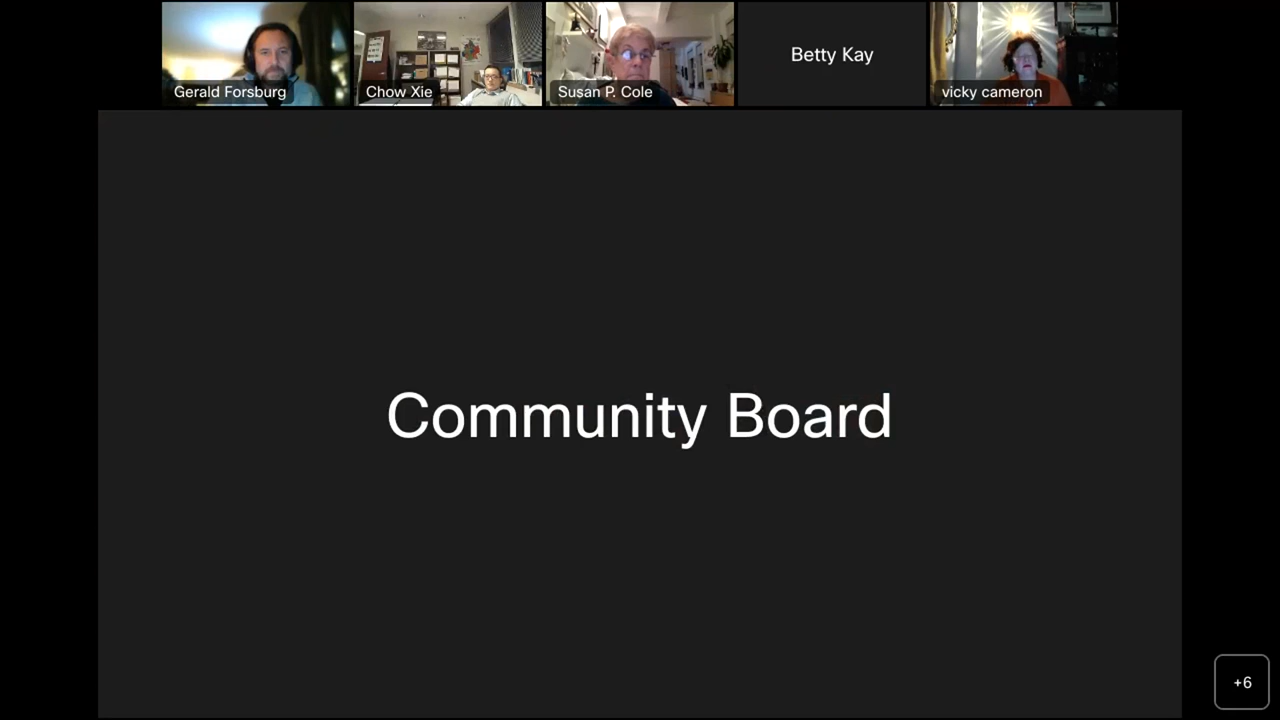 Gerald Forsburg
Chow Xie
Susan P. Cole
Betty Kay
vicky cameron
Community Board
+6